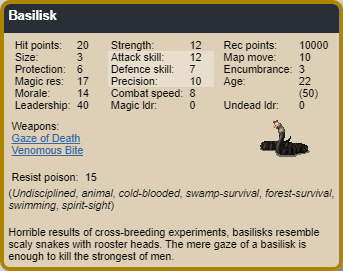 Basilisk
Hit points: 20 Strength: 12 Rec points: 10000
Size: 3 Attack skill: 12 Map move: 10
Protection: 6 Defence skill: 7 Encumbrance: 3
Magic res: 17 Precision: 10 Age: 22
Morale: 14 Combat speed: 8 (50)
Leadership: 40 Magic ldr: 0 Undead ldr: 0
Weapons:
Gaze of Death
Venomous Bite
Resist poison: 15
(Undisciplined, animal, cold-blooded, swamp-survival, forest-survival,
swimming, spirit-sight)
Horrible results of cross-breeding experiments, basilisks resemble
scaly snakes with rooster heads. The mere gaze of a basilisk is
enough to kill the strongest of men.